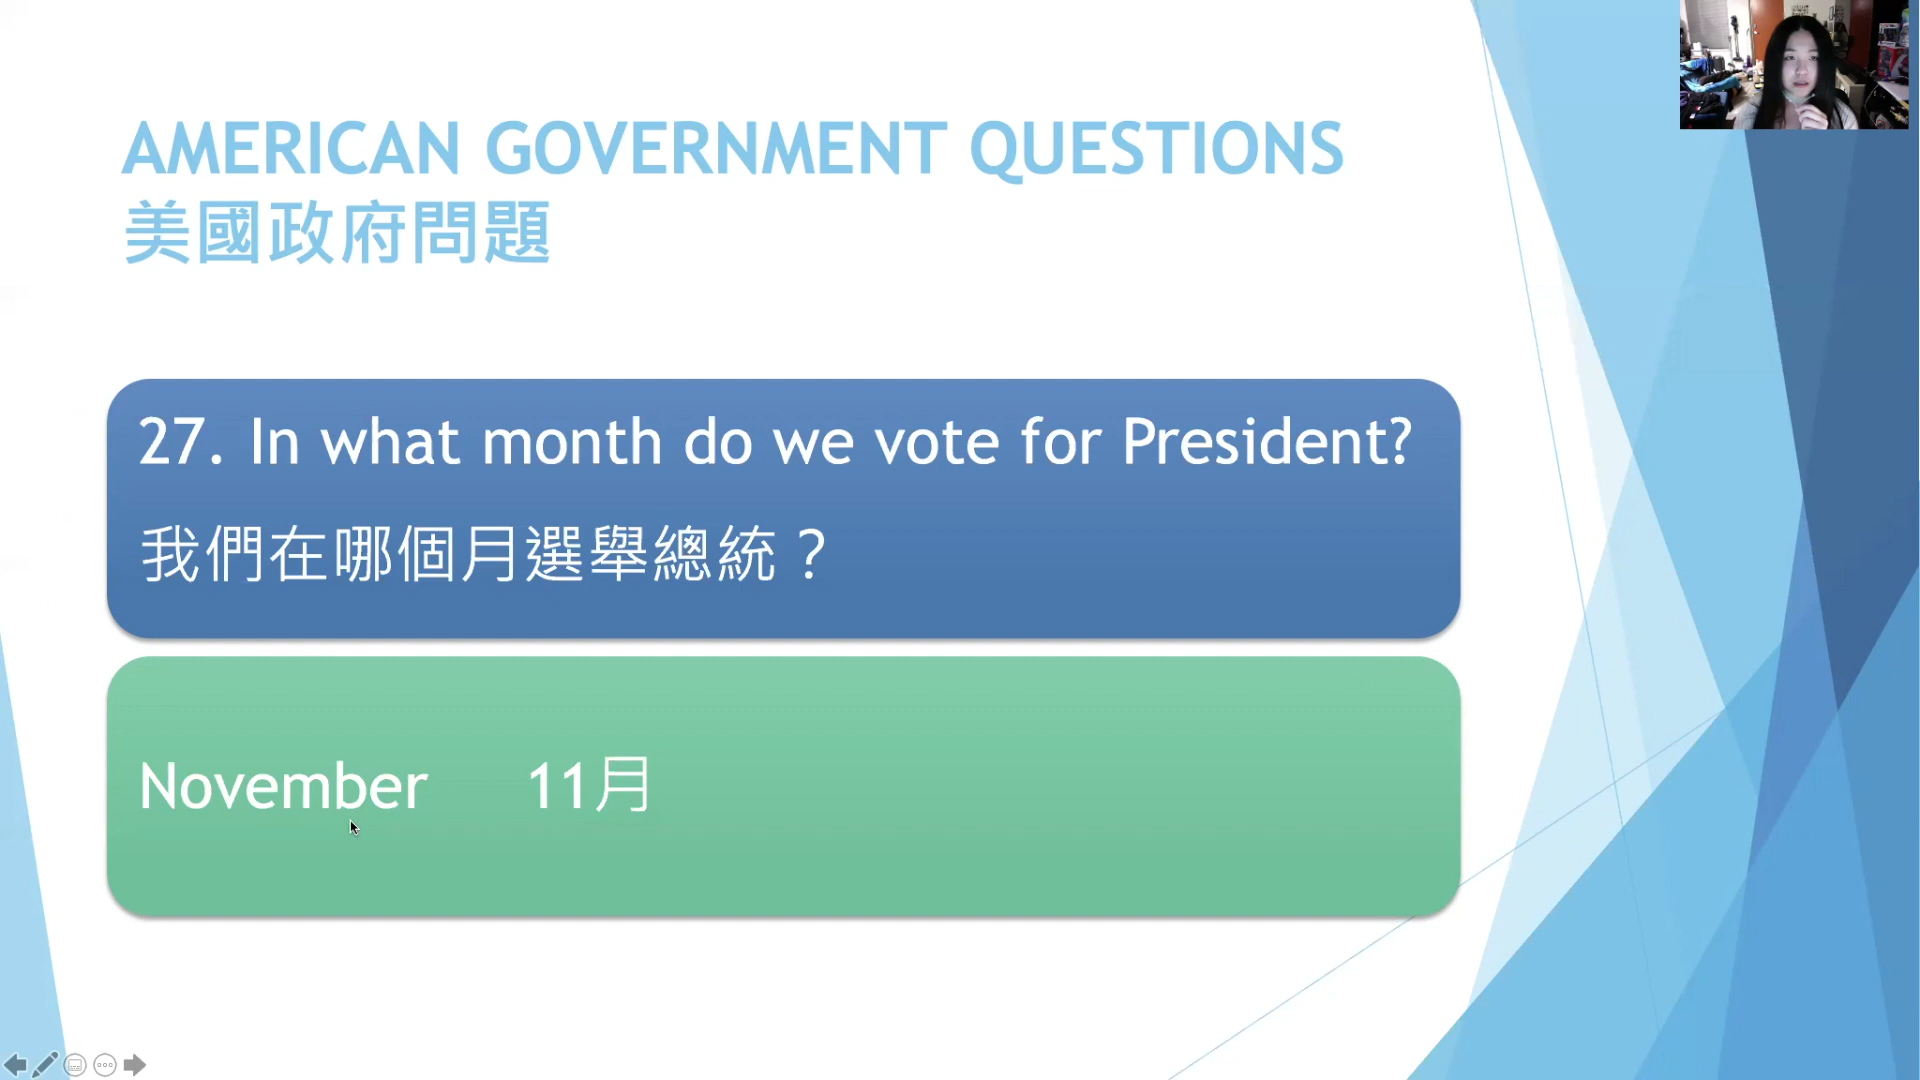 AMERICAN GOVERNMENT QUESTIONS
美國政府問題
27. In what month do we vote for President?
我們在哪個月選舉總統？
November 11月